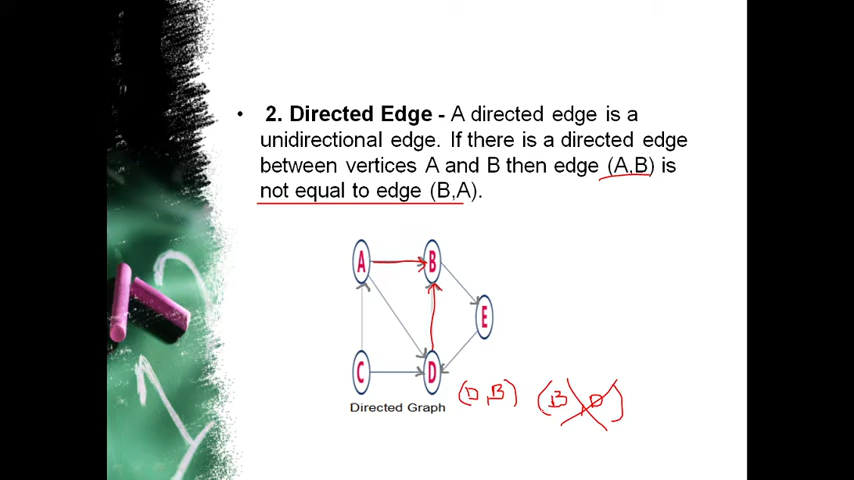 • 2. Directed Edge - A directed edge is a
unidirectional edge. If there is a directed edge
between vertices A and B then edge (A,B) is
not equal to edge (B,A).
A B
E
C D
(D,B) (B,D)
Directed Graph